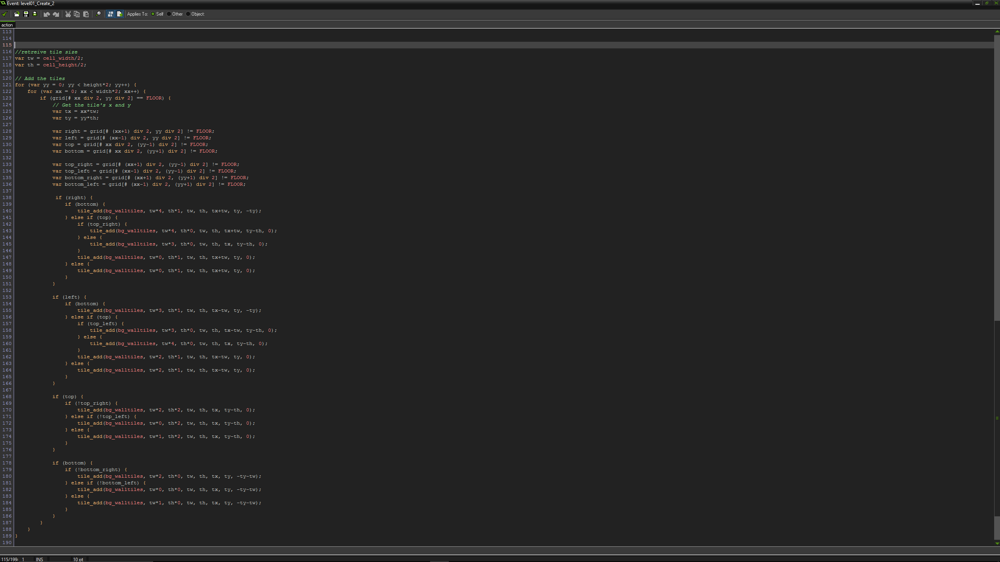 Event: level01_Create_2
Applies To: Self Other Object:
action
113
114
115
116 //retreive tile size
117 var tw = cell_width/2;
118 var th = cell_height/2;
119
120 // Add the tiles
121 for (var yy = 0; yy < height*2; yy++) {
122     for (var xx = 0; xx < width*2; xx++) {
123         if (grid[# xx div 2, yy div 2] == FLOOR) {
124             // Get the tile's x and y
125             var tx = xx*tw;
126             var ty = yy*th;
127
128             var right = grid[# (xx+1) div 2, yy div 2] != FLOOR;
129             var left = grid[# (xx-1) div 2, yy div 2] != FLOOR;
130             var top = grid[# xx div 2, (yy-1) div 2] != FLOOR;
131             var bottom = grid[# xx div 2, (yy+1) div 2] != FLOOR;
132
133             var top_right = grid[# (xx+1) div 2, (yy-1) div 2] != FLOOR;
134             var top_left = grid[# (xx-1) div 2, (yy-1) div 2] != FLOOR;
135             var bottom_right = grid[# (xx+1) div 2, (yy+1) div 2] != FLOOR;
136             var bottom_left = grid[# (xx-1) div 2, (yy+1) div 2] != FLOOR;
137
138              if (right) {
139                 if (bottom) {
140                     tile_add(bg_walltiles, tw*4, th*1, tw, th, tx+tw, ty, -ty);
141                 } else if (top) {
142                     if (top_right) {
143                         tile_add(bg_walltiles, tw*4, th*0, tw, th, tx+tw, ty-th, 0);
144                     } else {
145                         tile_add(bg_walltiles, tw*3, th*0, tw, th, tx, ty-th, 0);
146                     }
147                     tile_add(bg_walltiles, tw*0, th*1, tw, th, tx+tw, ty, 0);
148                 } else {
149                     tile_add(bg_walltiles, tw*0, th*1, tw, th, tx+tw, ty, 0);
150                 }
151             }
152
153             if (left) {
154                 if (bottom) {
155                     tile_add(bg_walltiles, tw*3, th*1, tw, th, tx-tw, ty, -ty);
156                 } else if (top) {
157                     if (top_left) {
158                         tile_add(bg_walltiles, tw*3, th*0, tw, th, tx-tw, ty-th, 0);
159                     } else {
160                         tile_add(bg_walltiles, tw*4, th*0, tw, th, tx, ty-th, 0);
161                     }
162                     tile_add(bg_walltiles, tw*2, th*1, tw, th, tx-tw, ty, 0);
163                 } else {
164                     tile_add(bg_walltiles, tw*2, th*1, tw, th, tx-tw, ty, 0);
165                 }
166             }
167
168             if (top) {
169                 if (!top_right) {
170                     tile_add(bg_walltiles, tw*2, th*2, tw, th, tx, ty-th, 0);
171                 } else if (!top_left) {
172                     tile_add(bg_walltiles, tw*0, th*2, tw, th, tx, ty-th, 0);
173                 } else {
174                     tile_add(bg_walltiles, tw*1, th*2, tw, th, tx, ty-th, 0);
175                 }
176             }
177
178             if (bottom) {
179                 if (!bottom_right) {
180                     tile_add(bg_walltiles, tw*2, th*0, tw, th, tx, ty, -ty-tw);
181                 } else if (!bottom_left) {
182                     tile_add(bg_walltiles, tw*0, th*0, tw, th, tx, ty, -ty-tw);
183                 } else {
184                     tile_add(bg_walltiles, tw*1, th*0, tw, th, tx, ty, -ty-tw);
185                 }
186             }
187         }
188     }
189 }
190
115/199: 1 INS 10 pt